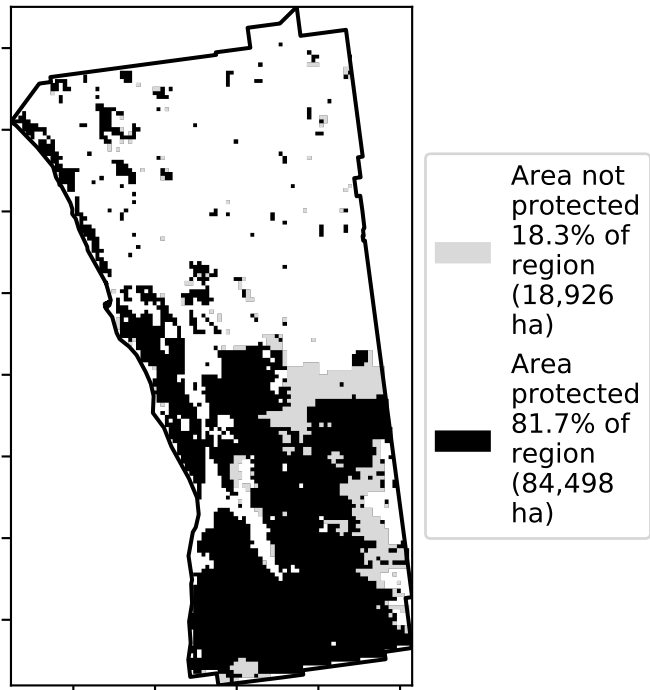 Area not
protected
18.3% of
region
(18,926
ha)
Area
protected
81.7% of
region
(84,498
ha)